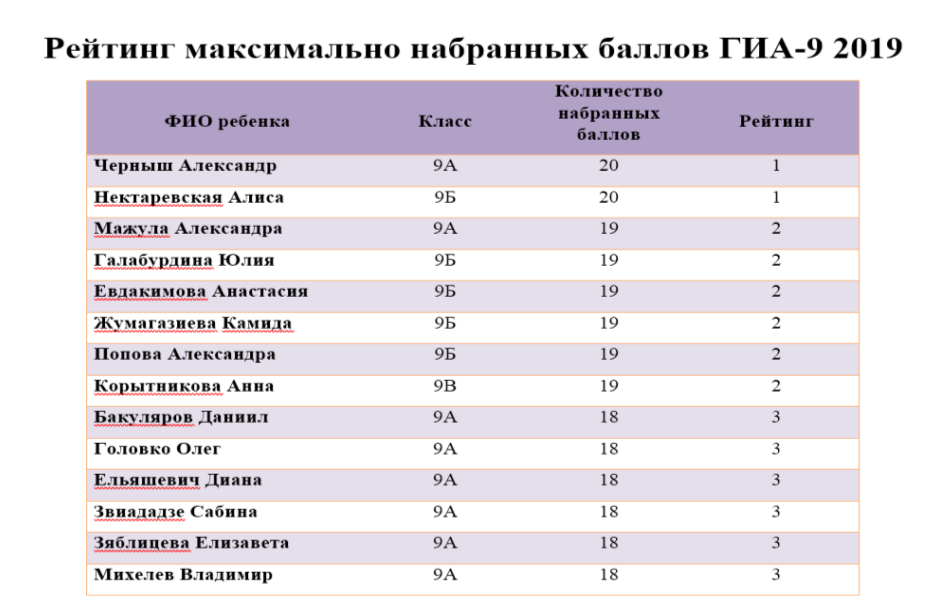 Рейтинг максимально набранных баллов ГИА-9 2019
ФИО ребенка Класс Количество набранных баллов Рейтинг
Черныш Александр 9А 20 1
Нектаревская Алиса 9Б 20 1
Мажула Александра 9А 19 2
Галабурдина Юлия 9Б 19 2
Евдакимова Анастасия 9Б 19 2
Жумагазиева Камида 9Б 19 2
Попова Александра 9Б 19 2
Корытникова Анна 9В 19 2
Бакуляров Даниил 9А 18 3
Головко Олег 9А 18 3
Ельяшевич Диана 9А 18 3
Звиададзе Сабина 9А 18 3
Зяблицева Елизавета 9А 18 3
Михелев Владимир 9А 18 3